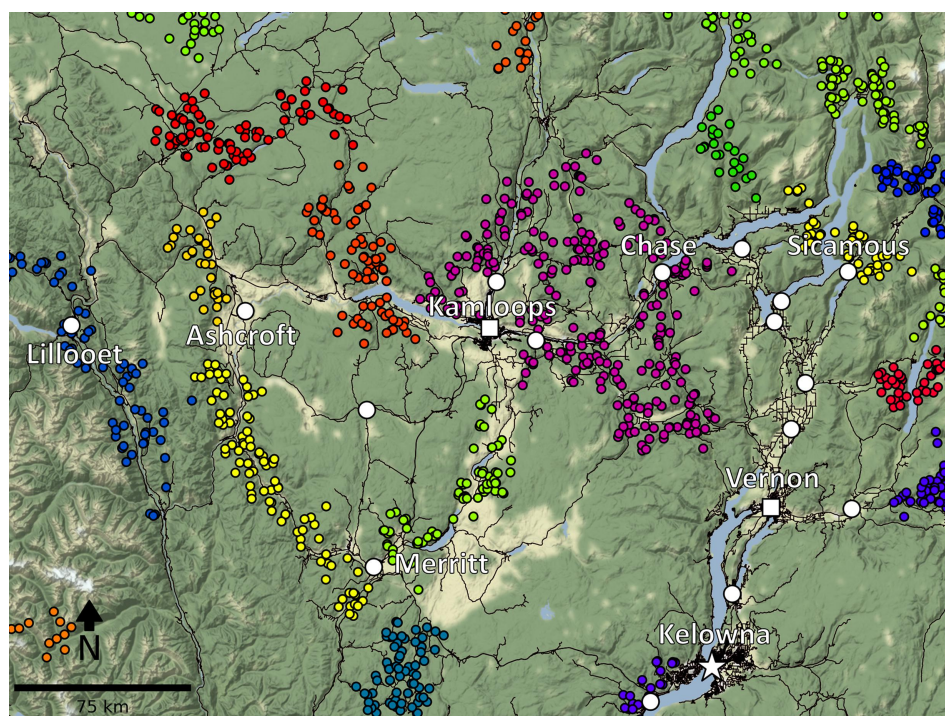 Chase
Sicamous
Kamloops
Ashcroft
Lillooet
Vernon
Merritt
Kelowna
N
75 km